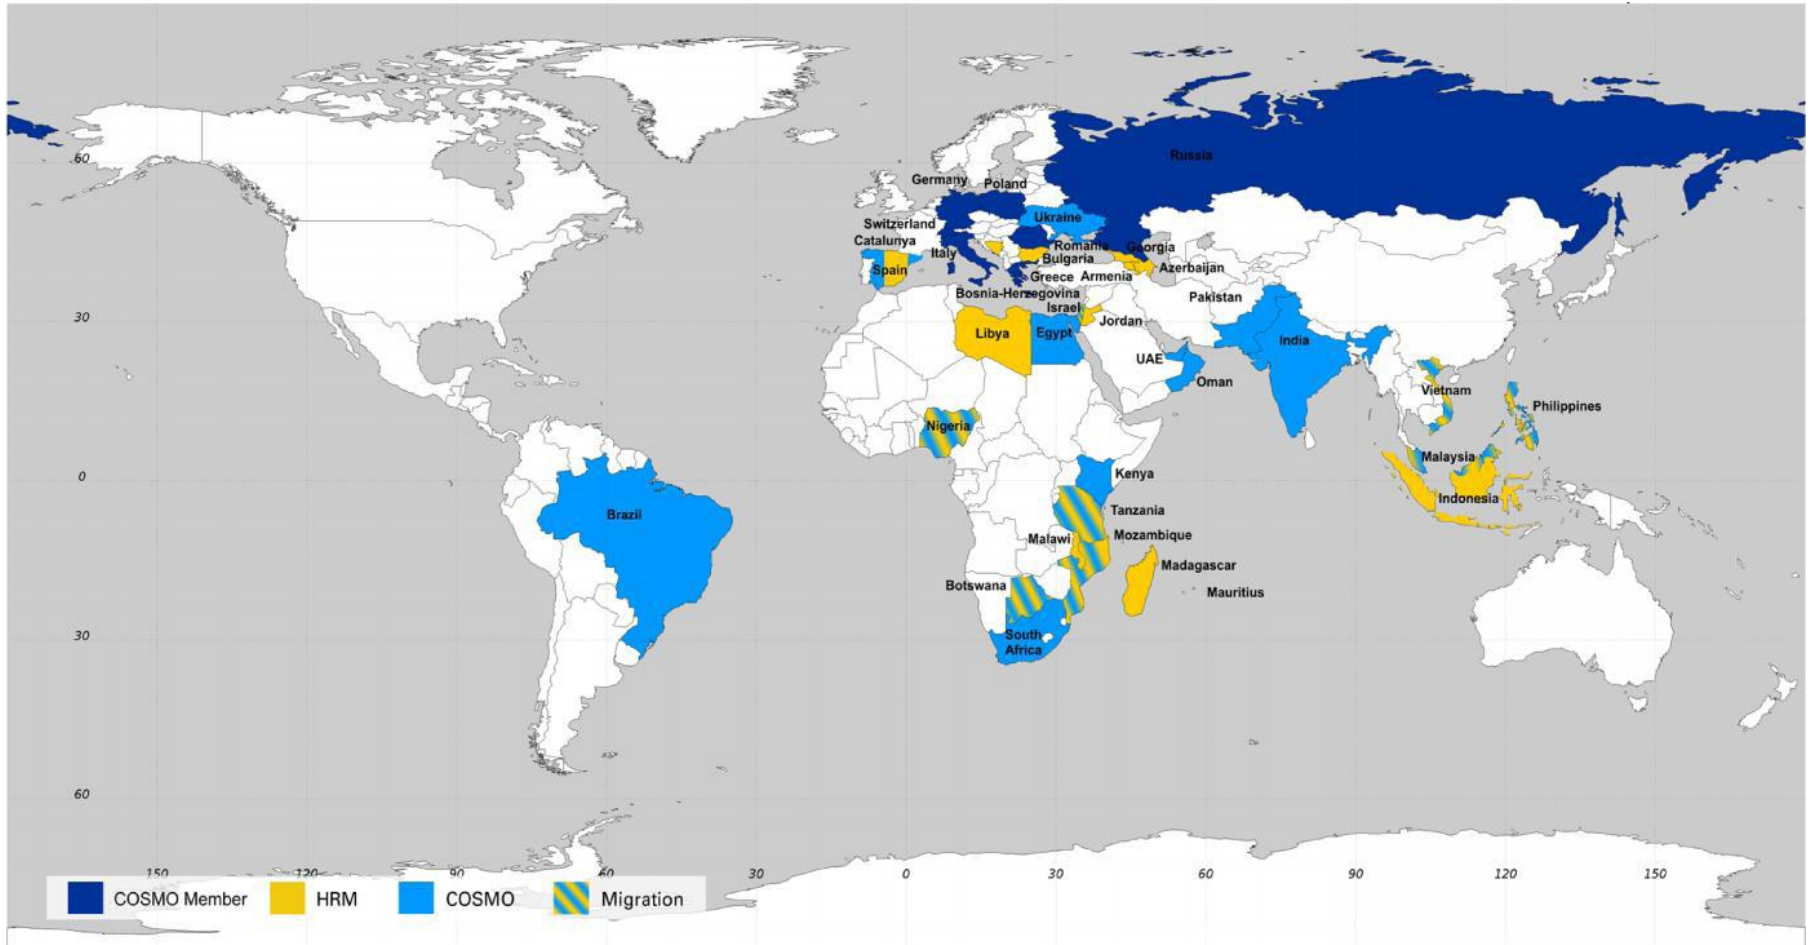 60
Russia
Germany
Poland
Ukraine
Switzerland
Catalunya
Romania
Georgia
Italy
Bulgaria
Spain
Azerbaijan
Greece
Armenia
Bosnia-Herzegovina
Pakistan
Israel
30
Jordan
Libya
Egypt
India
UAE
Oman
Vietnam
Philippines
Nigeria
Malaysia
Kenya
0
Indonesia
Brazil
Tanzania
Malawi
Mozambique
Madagascar
Botswana
Mauritius
30
South
Africa
60
150
120
90
60
30
0
30
60
90
120
150
COSMO Member
HRM
COSMO
Migration